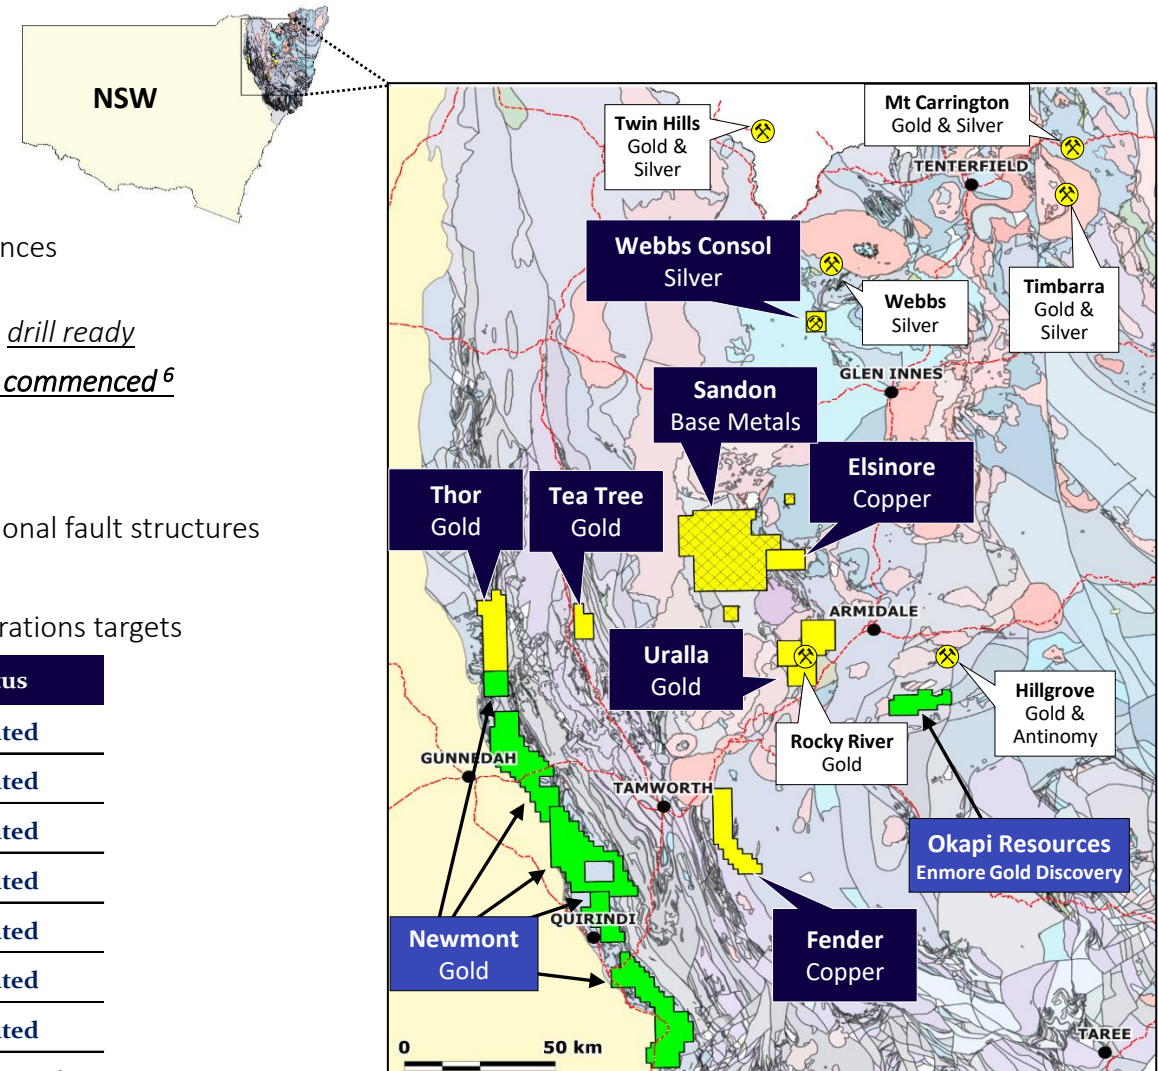 NSW
nces
drill ready
commenced 6
onal fault structures
rations targets
tus
ted
ted
ted
ted
ted
ted
ted
Twin Hills
Gold &
Silver
Mt Carrington
Gold & Silver
TENTERFIELD
Webbs Consol
Silver
Webbs
Silver
Timbarra
Gold &
Silver
GLEN INNES
Sandon
Base Metals
Elsinore
Copper
Thor
Gold
Tea Tree
Gold
ARMIDALE
Uralla
Gold
Hillgrove
Gold &
Antinomy
Rocky River
Gold
GUNNEDAH
TAMWORTH
Okapi Resources
Enmore Gold Discovery
QUIRINDI
Newmont
Gold
Fender
Copper
TAREE
0 50 km